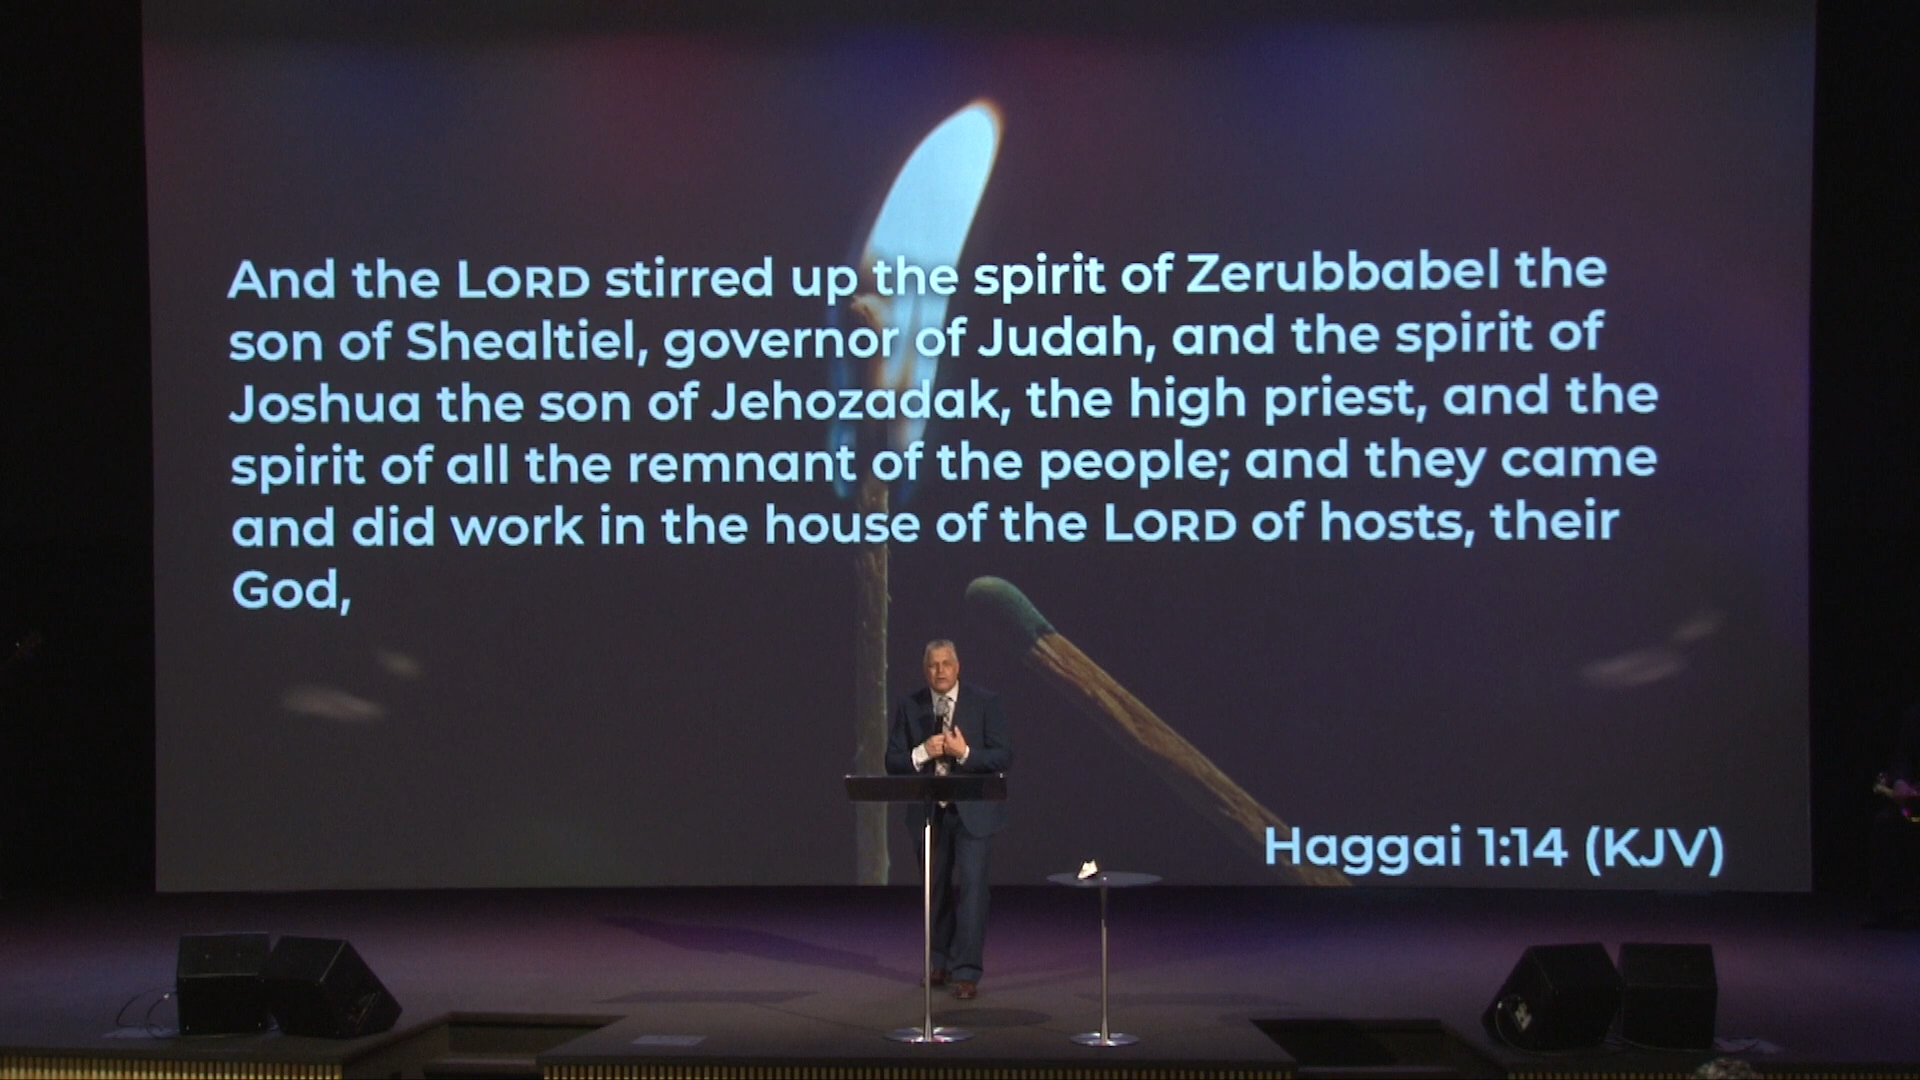 And the LORD stirred up the spirit of Zerubbabel the
son of Shealtiel, governor of Judah, and the spirit of
Joshua the son of Jehozadak, the high priest, and the
spirit of all the remnant of the people; and they came
and did work in the house of the LORD of hosts, their
God,
Haggai 1:14 (KJV)